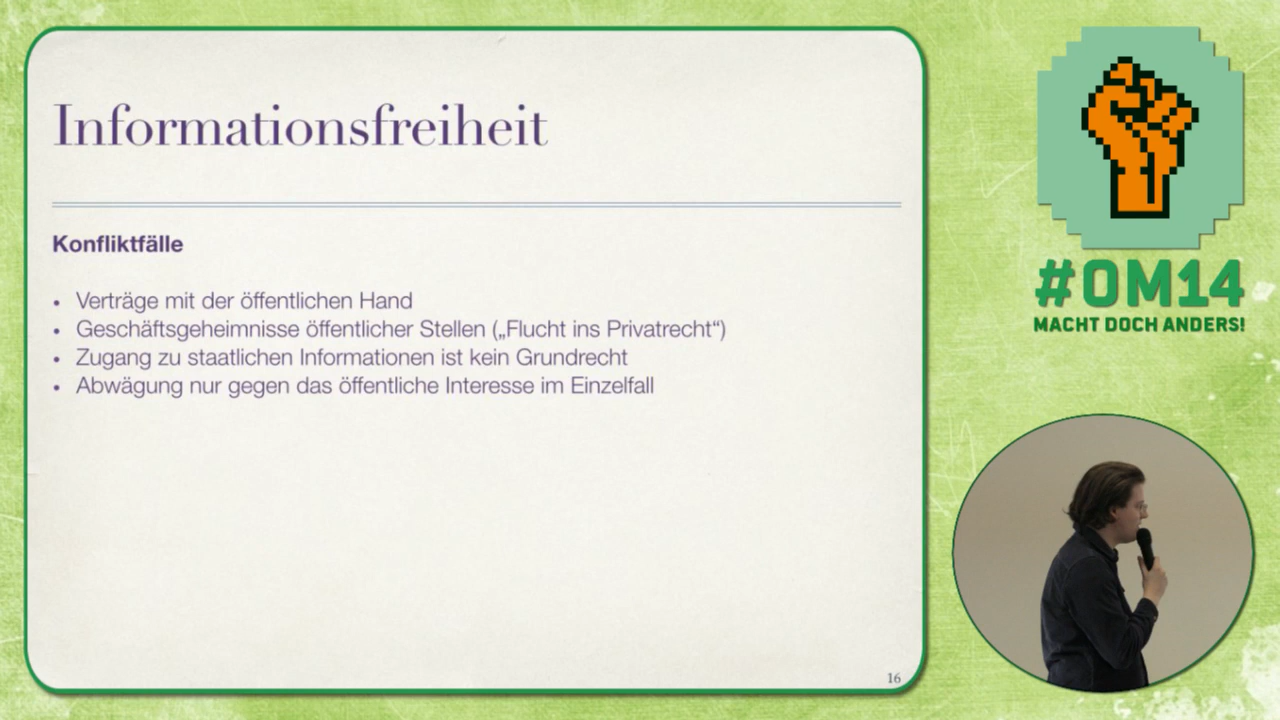 Informationsfreiheit
Konfliktfälle
• Verträge mit der öffentlichen Hand
• Geschäftsgeheimnisse öffentlicher Stellen („Flucht ins Privatrecht“)
• Zugang zu staatlichen Informationen ist kein Grundrecht
• Abwägung nur gegen das öffentliche Interesse im Einzelfall
16
#OM14
MACHT DOCH ANDERS!